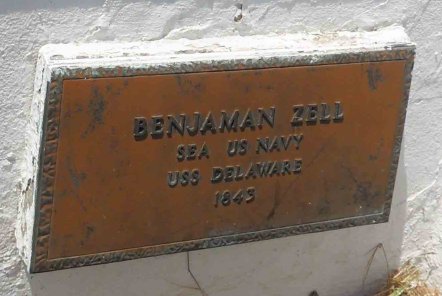 BENJAMAN ZELL
SEA US NAVY
USS DELAWARE
1843